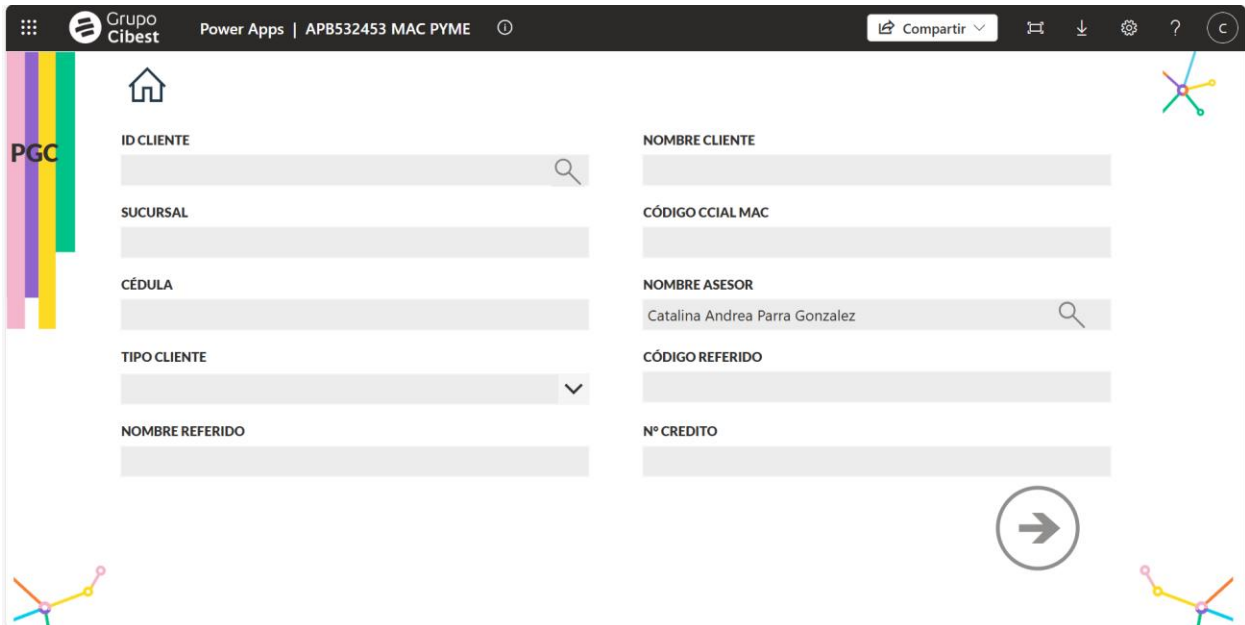 Grupo
Cibest
Power Apps | APB532453 MAC PYME
Compartir
?
C
PGC
ID CLIENTE
NOMBRE CLIENTE
SUCURSAL
CÓDIGO CCIAL MAC
CÉDULA
NOMBRE ASESOR
Catalina Andrea Parra Gonzalez
TIPO CLIENTE
CÓDIGO REFERIDO
NOMBRE REFERIDO
Nº CREDITO